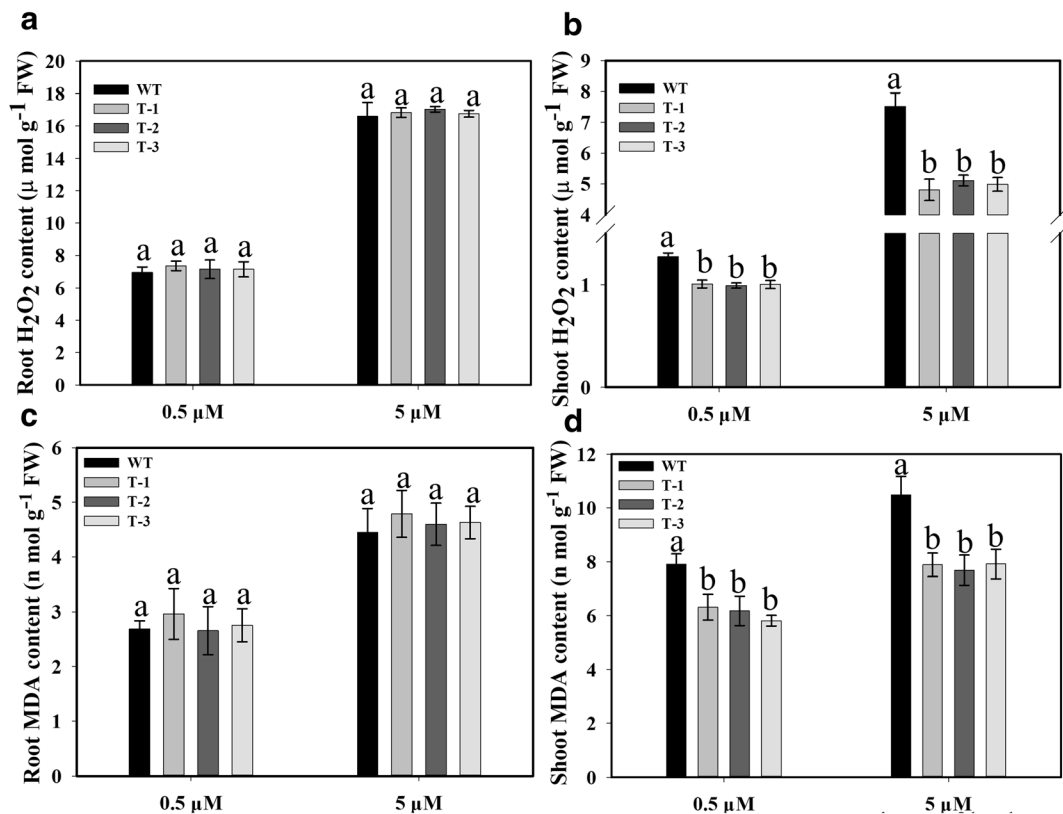 a
Root H2O2 content (μ mol g-1 FW)
20
18
16
14
12
10
8
6
4
2
0
WT
T-1
T-2
T-3
a a a a
a a a a
0.5 μM 5 μM
b
Shoot H2O2 content (μ mol g-1 FW)
9
8
7
6
5
4
1
0
WT
T-1
T-2
T-3
a b b b
a b b b
0.5 μM 5 μM
c
Root MDA content (n mol g-1 FW)
6
5
4
3
2
1
0
WT
T-1
T-2
T-3
a a a a
a a a a
0.5 μM 5 μM
d
Shoot MDA content (n mol g-1 FW)
12
10
8
6
4
2
0
WT
T-1
T-2
T-3
a b b b
a b b b
0.5 μM 5 μM